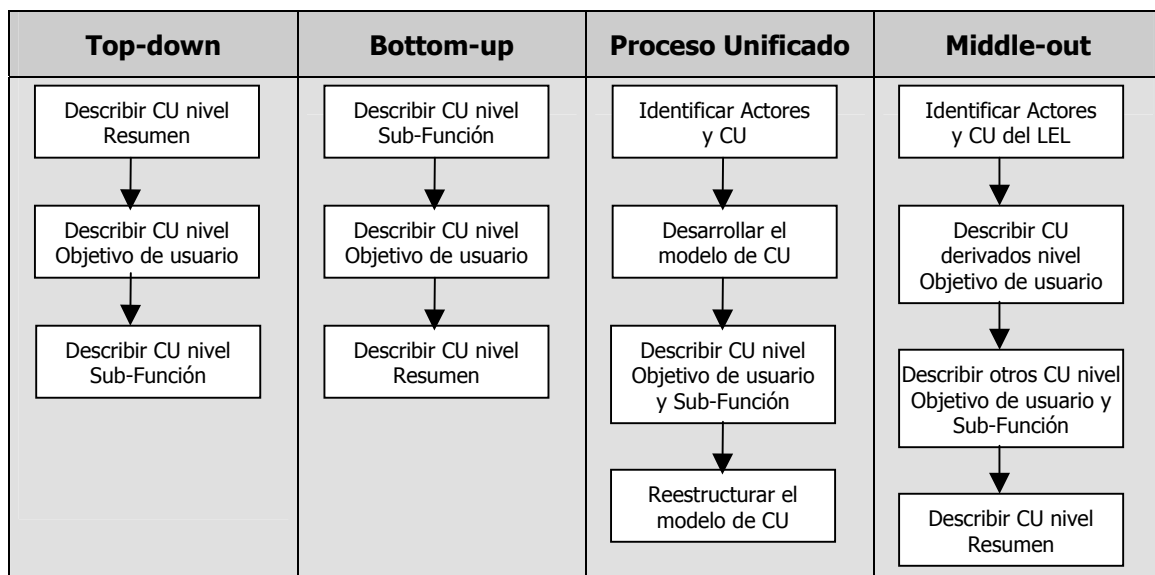 Top-down
Bottom-up
Proceso Unificado
Middle-out
Describir CU nivel
Resumen
Describir CU nivel
Objetivo de usuario
Describir CU nivel
Sub-Función
Describir CU nivel
Sub-Función
Describir CU nivel
Objetivo de usuario
Describir CU nivel
Resumen
Identificar Actores
y CU
Desarrollar el
modelo de CU
Describir CU nivel
Objetivo de usuario
y Sub-Función
Reestructurar el
modelo de CU
Identificar Actores
y CU del LEL
Describir CU
derivados nivel
Objetivo de usuario
Describir otros CU nivel
Objetivo de usuario y
Sub-Función
Describir CU nivel
Resumen